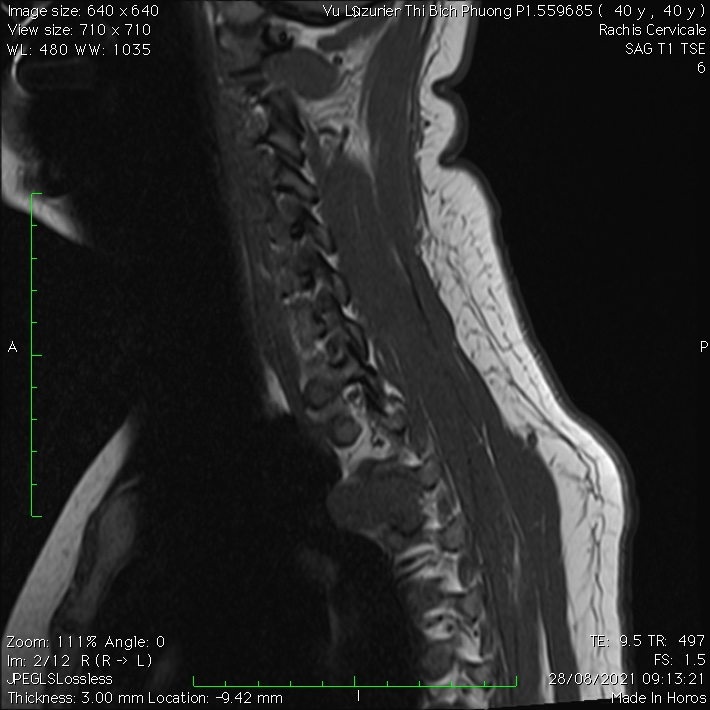 Image size: 640 x 640
View size: 710 x 710
WL: 480 WW: 1035
Vu Luzurier Thi Bich Phuong P1.559685 ( 40 y , 40 y )
Rachis Cervicale
SAG T1 TSE
6
A
P
Zoom: 111% Angle: 0
Im: 2/12 R (R -> L)
JPEGLSLossless
Thickness: 3.00 mm Location: -9.42 mm
I
TE: 9.5 TR: 497
FS: 1.5
28/08/2021 09:13:21
Made In Horos